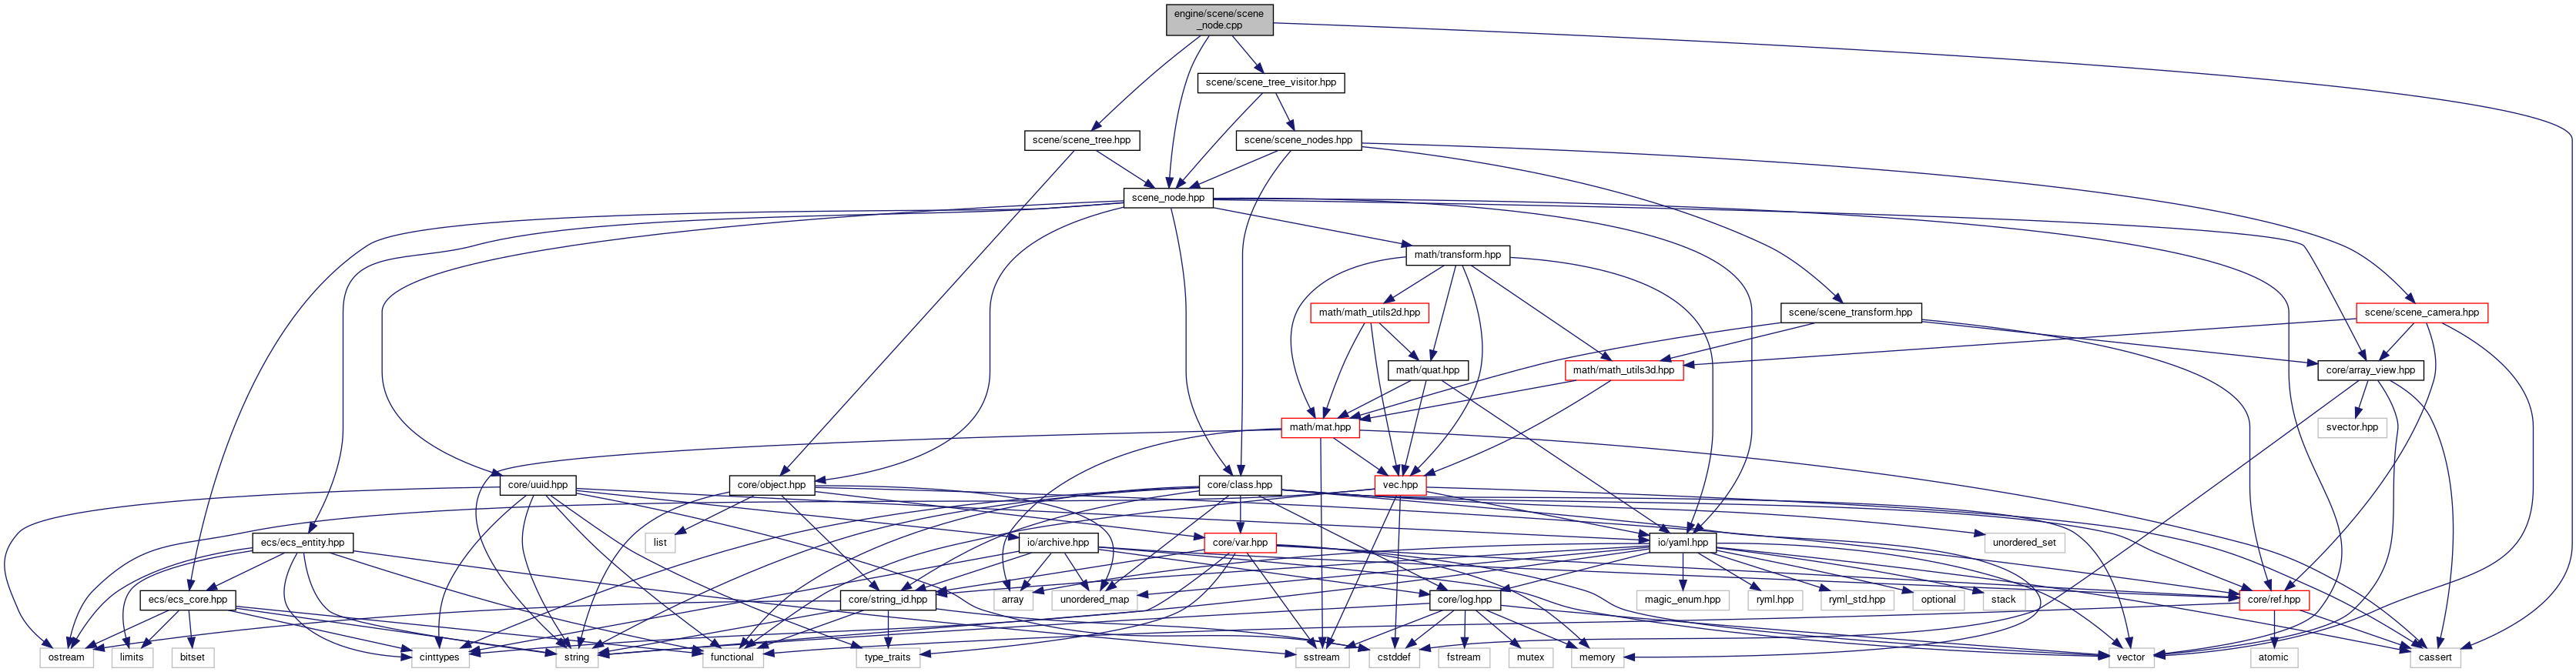 engine/scene/scene
_node.cpp
scene/scene_tree_visitor.hpp
scene/scene_tree.hpp
scene/scene_nodes.hpp
scene_node.hpp
math/transform.hpp
math/math_utils2d.hpp
scene/scene_transform.hpp
scene/scene_camera.hpp
math/quat.hpp
math/math_utils3d.hpp
core/array_view.hpp
math/mat.hpp
svector.hpp
core/uuid.hpp
core/object.hpp
core/class.hpp
vec.hpp
ecs/ecs_entity.hpp
list
io/archive.hpp
core/var.hpp
io/yaml.hpp
unordered_set
ecs/ecs_core.hpp
core/string_id.hpp
array
unordered_map
core/log.hpp
magic_enum.hpp
ryml.hpp
ryml_std.hpp
optional
stack
core/ref.hpp
ostream
limits
bitset
cinttypes
string
functional
type_traits
sstream
cstddef
fstream
mutex
memory
vector
atomic
cassert